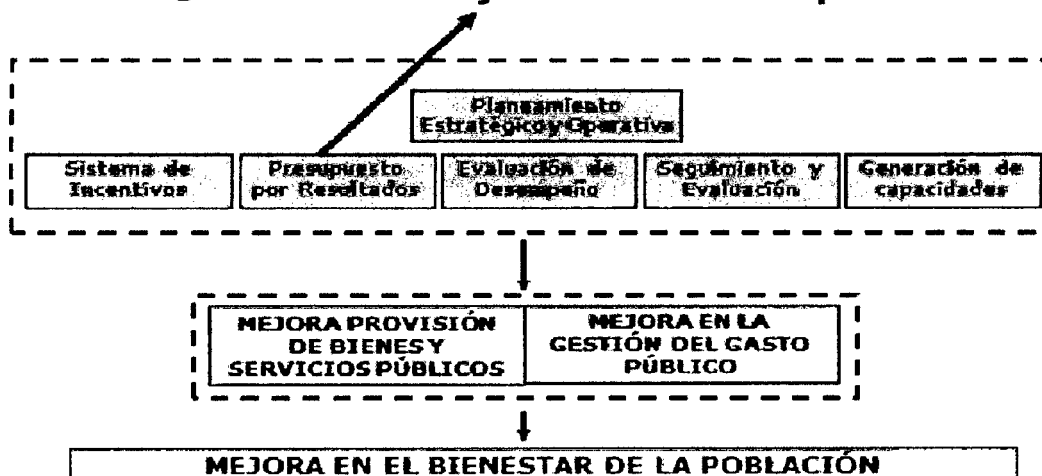 Planeamiento
Estratégico y Operativa
Sistema de
Incentivos
Presupuesto
por Resultados
Evaluación de
Desempeño
Seguimiento y
Evaluación
Generación de
capacidades
MEJORA PROVISIÓN
DE BIENES Y
SERVICIOS PÚBLICOS
MEJORA EN LA
GESTIÓN DEL GASTO
PÚBLICO
MEJORA EN EL BIENESTAR DE LA POBLACIÓN